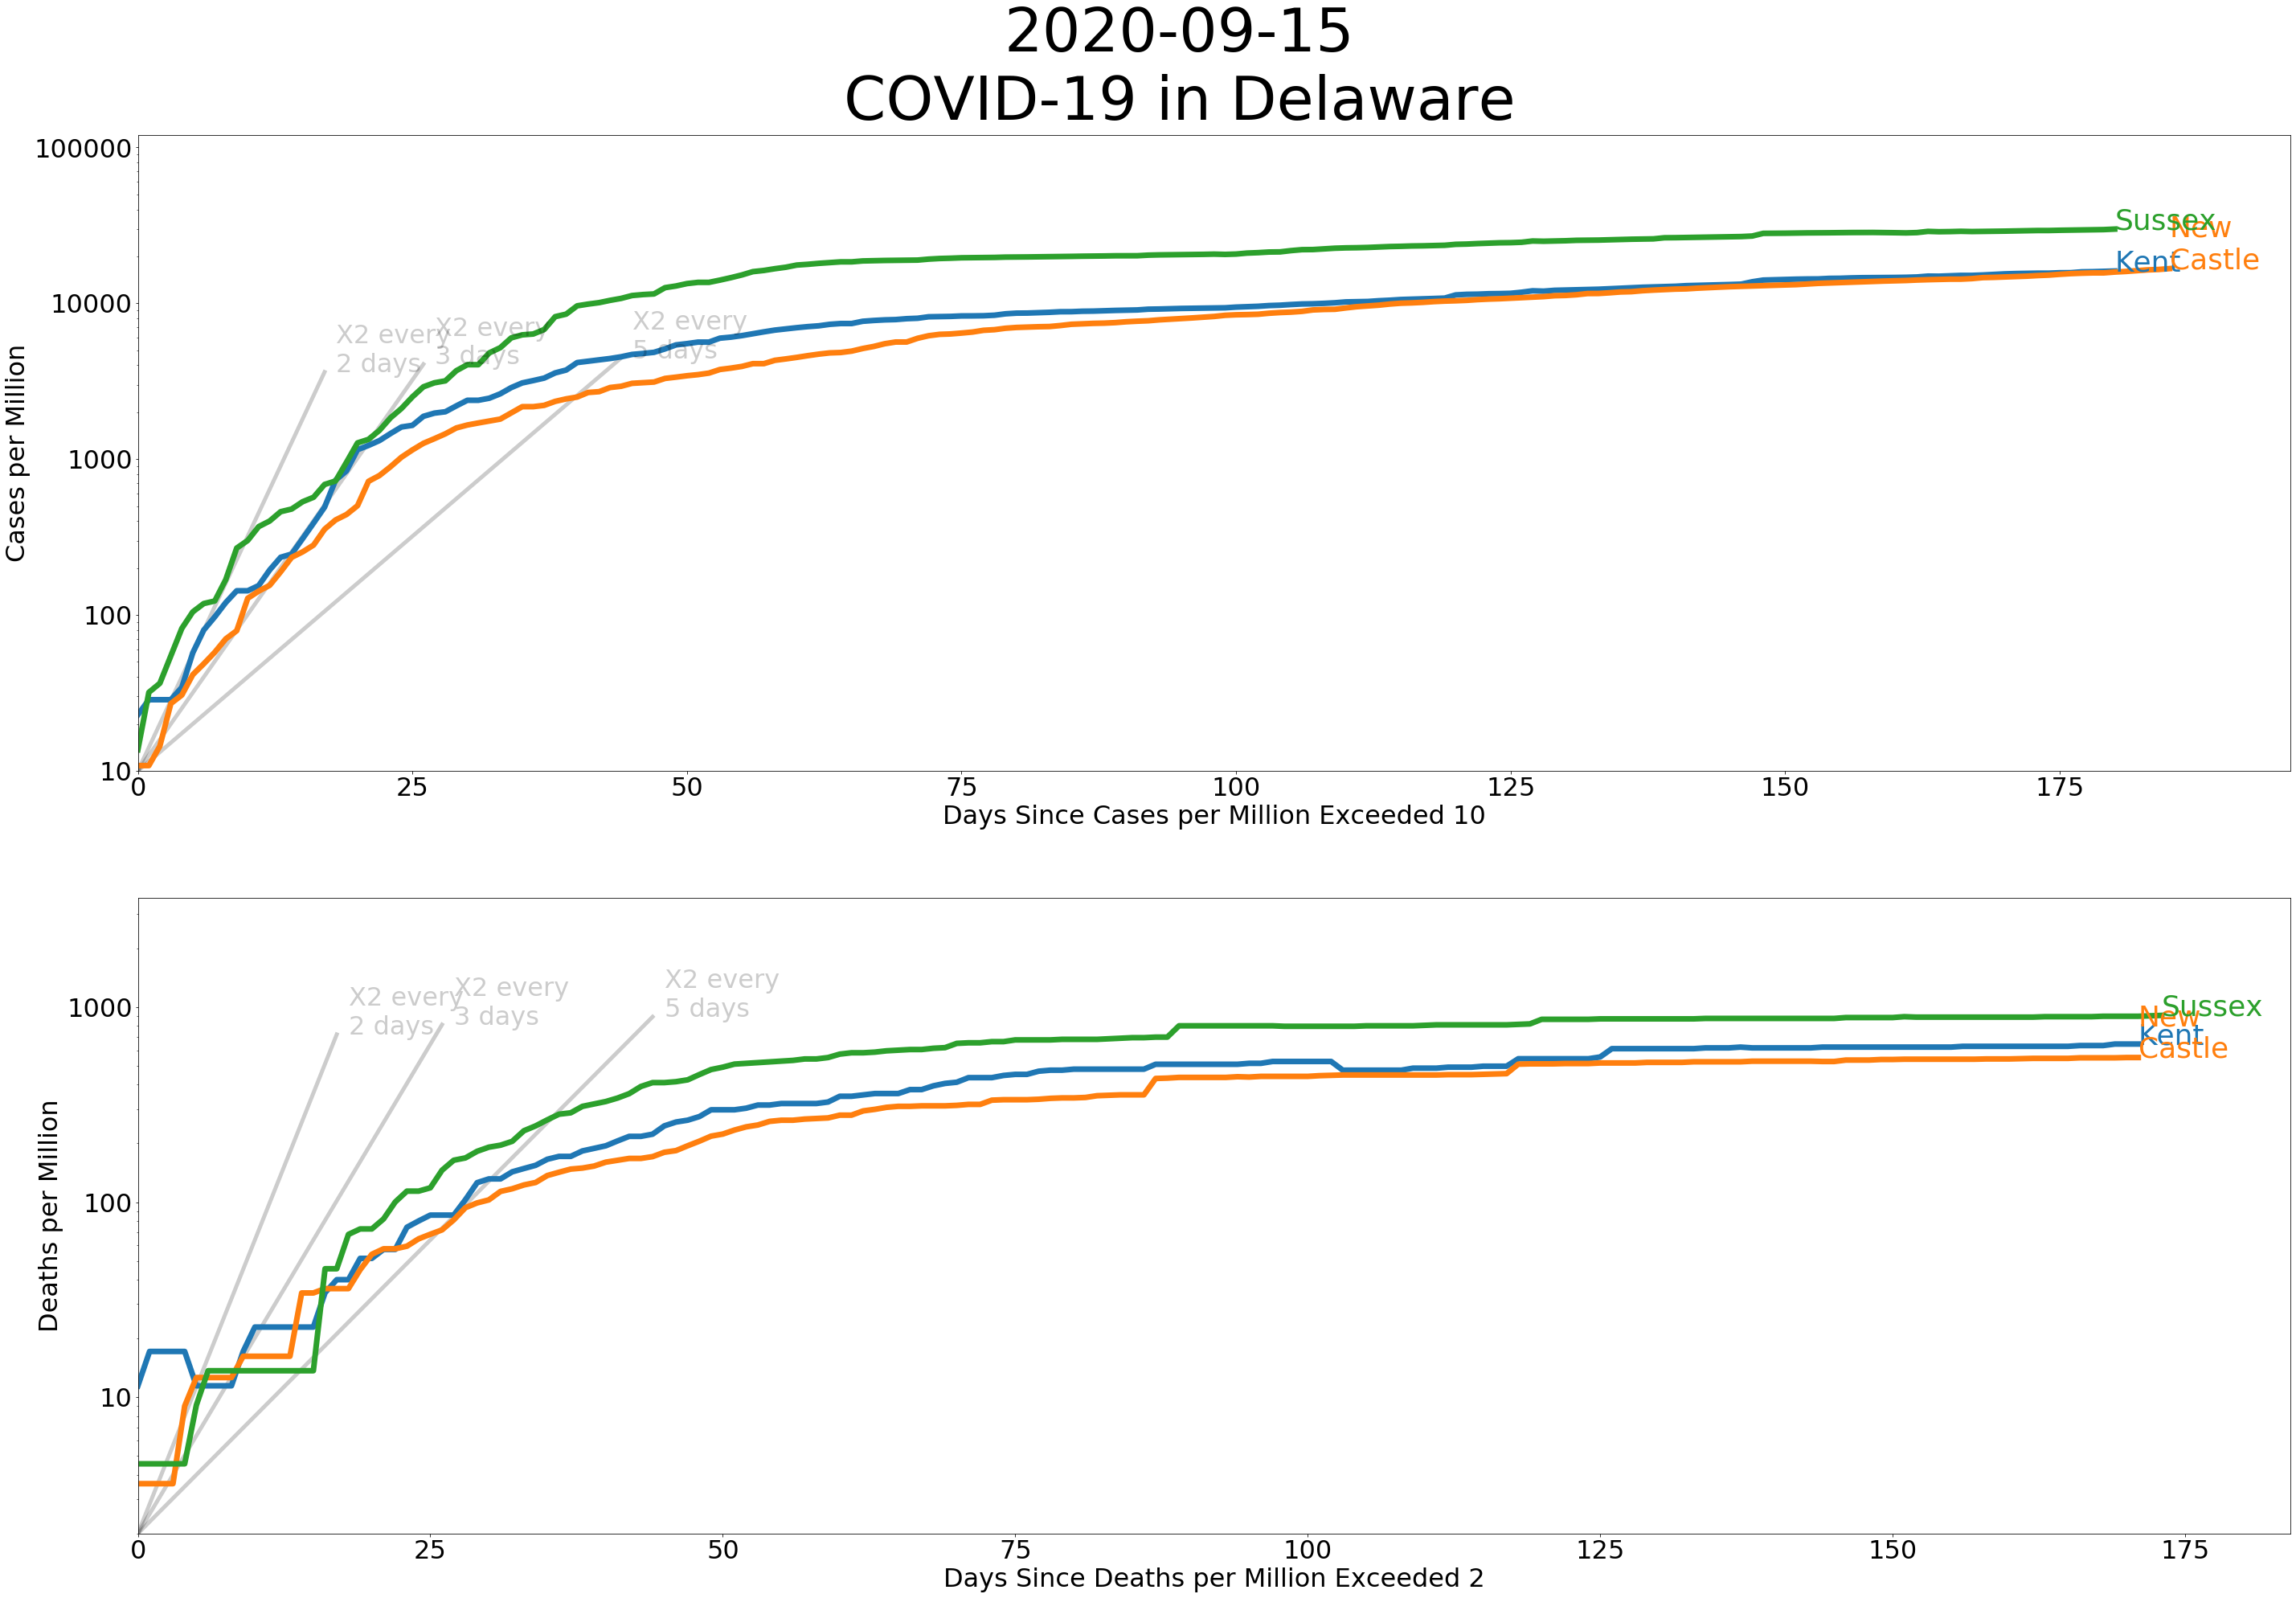 2020-09-15
COVID-19 in Delaware
100000
10000
1000
100
10
Cases per Million
X2 every
2 days
X2 every
3 days
X2 every
5 days
Sussex
New
Castle
Kent
0 25 50 75 100 125 150 175
Days Since Cases per Million Exceeded 10
1000
100
10
Deaths per Million
X2 every
2 days
X2 every
3 days
X2 every
5 days
Sussex
New
Castle
Kent
0 25 50 75 100 125 150 175
Days Since Deaths per Million Exceeded 2